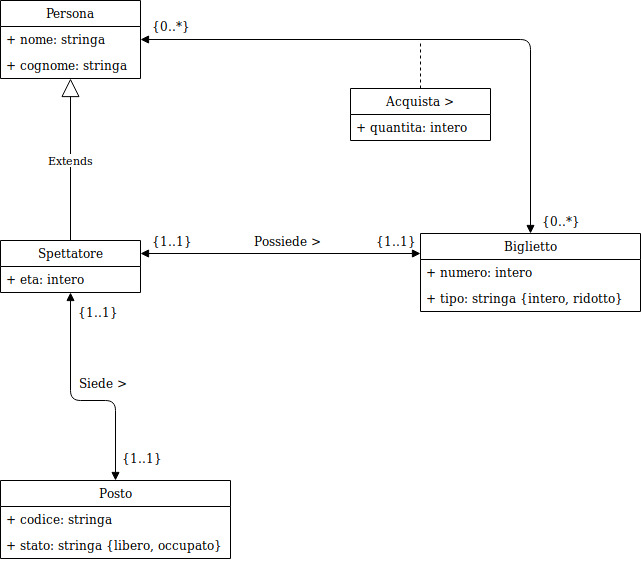 Persona
+ nome: stringa
+ cognome: stringa
{0..*}
Acquista >
+ quantita: intero
Extends
{0..*}
Spettatore
+ eta: intero
{1..1}
Possiede >
{1..1}
Biglietto
+ numero: intero
+ tipo: stringa {intero, ridotto}
{1..1}
Siede >
{1..1}
Posto
+ codice: stringa
+ stato: stringa {libero, occupato}